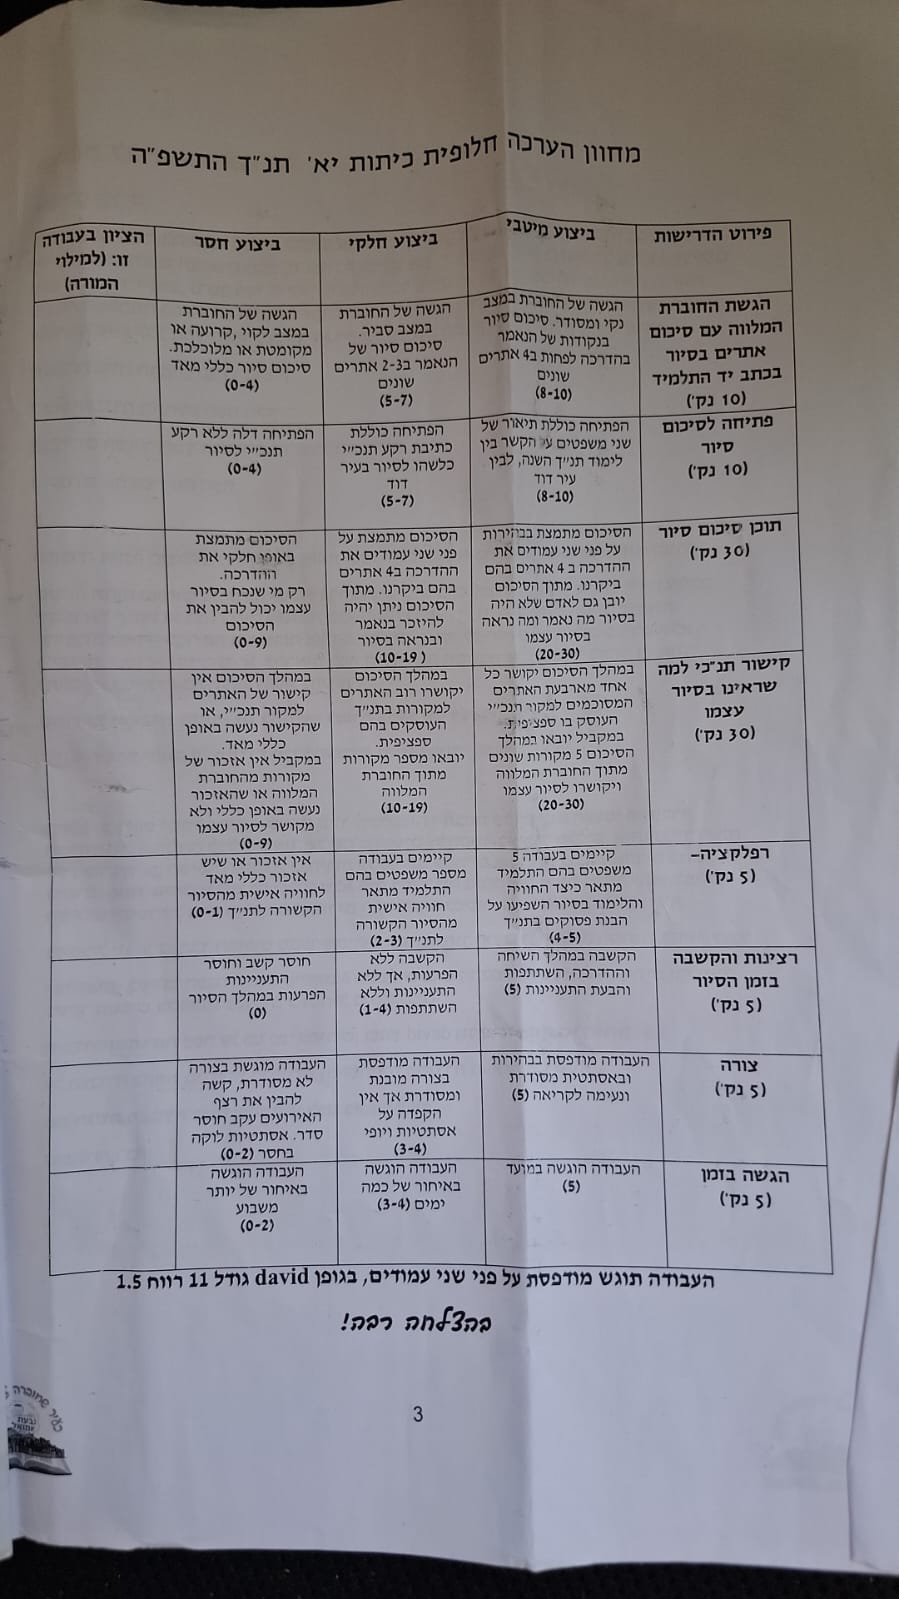 מחוון הערכה חלופית כיתות יא' תנ"ך התשפ"ה
פירוט הדרישות
ביצוע מיטבי
ביצוע חלקי
ביצוע חסר
הציון בעבודה
זו: (למילוי
המורה)
הגשת החוברת
המלווה עם סיכום
אתרים בסיור
בכתב יד התלמיד
(10 נק')
הגשה של החוברת במצב
נקי ומסודר. סיכום סיור
בנקודות של הנאמר
בהדרכה לפחות ב4 אתרים
שונים
(8-10)
הגשה של החוברת
במצב סביר.
סיכום סיור של
הנאמר ב2-3 אתרים
שונים
(5-7)
הגשה של החוברת
במצב לקוי, קרועה או
מקומטת או מלוכלכת.
סיכום סיור כללי מאד
(0-4)
פתיחה לסיכום
סיור
(10 נק')
הפתיחה כוללת תיאור של
שני משפטים על הקשר בין
לימוד תנ"ך השנה, לבין
עיר דוד
(8-10)
הפתיחה כוללת
כתיבת רקע תנכ"י
כלשהו לסיור בעיר
דוד
(5-7)
הפתיחה דלה ללא רקע
תנכ"י לסיור
(0-4)
תוכן סיכום סיור
(30 נק')
הסיכום מתמצת בבהירות
על פני שני עמודים את
ההדרכה ב 4 אתרים בהם
ביקרנו. מתוך הסיכום
יובן גם לאדם שלא היה
בסיור מה נאמר ומה נראה
בסיור עצמו
(20-30)
הסיכום מתמצת על
פני שני עמודים את
ההדרכה ב4 אתרים
בהם ביקרנו. מתוך
הסיכום ניתן יהיה
להיזכר בנאמר
ובנראה בסיור
(10-19)
הסיכום מתמצת
באופן חלקי את
ההדרכה.
רק מי שנכח בסיור
עצמו יכול להבין את
הסיכום
(0-9)
קישור תנ"כי למה
שראינו בסיור
עצמו
(30 נק')
במהלך הסיכום יקושר כל
אחד מארבעת האתרים
המסוכמים למקור תנכ"י
העוסק בו ספציפית.
במקביל יובאו במהלך
הסיכום 5 מקורות שונים
מתוך החוברת המלווה
ויקושרו לסיור עצמו
(20-30)
במהלך הסיכום
יקושרו רוב האתרים
למקורות בתנ"ך
העוסקים בהם
ספציפית.
יובאו מספר מקורות
מתוך החוברת
המלווה
(10-19)
במהלך הסיכום אין
קישור של האתרים
למקור תנכ"י, או
שהקישור נעשה באופן
כללי מאד.
במקביל אין אזכור של
מקורות מהחוברת
המלווה או שהאזכור
נעשה באופן כללי ולא
מקושר לסיור עצמו
(0-9)
רפלקציה–
(5 נק')
קיימים בעבודה 5
משפטים בהם התלמיד
מתאר כיצד החוויה
והלימוד בסיור השפיעו על
הבנת פסוקים בתנ"ך
(4-5)
קיימים בעבודה
מספר משפטים בהם
התלמיד מתאר
חוויה אישית
מהסיור הקשורה
לתנ"ך (2-3)
אין אזכור או שיש
אזכור כללי מאד
לחוויה אישית מהסיור
הקשורה לתנ"ך (0-1)
רצינות והקשבה
בזמן הסיור
(5 נק')
הקשבה במהלך השיחה
וההדרכה, השתתפות
והבעת התעניינות (5)
הקשבה ללא
הפרעות, אך ללא
התעניינות וללא
השתתפות (1-4)
חוסר קשב וחוסר
התעניינות
הפרעות במהלך הסיור
(0)
צורה
(5 נק')
העבודה מודפסת בבהירות
ובאסתטית מסודרת
ונעימה לקריאה (5)
העבודה מודפסת
בצורה מובנת
ומסודרת אך אין
הקפדה על
אסתטיות ויופי
(3-4)
העבודה מוגשת בצורה
לא מסודרת, קשה
להבין את רצף
האירועים עקב חוסר
סדר. אסתטיות לוקה
בחסר (0-2)
הגשה בזמן
(5 נק')
העבודה הוגשה במועד
(5)
העבודה הוגשה
באיחור של כמה
ימים (3-4)
העבודה הוגשה
באיחור של יותר
משבוע
(0-2)
העבודה תוגש מודפסת על פני שני עמודים, בגופן david גודל 11 רווח 1.5
בהצלחה רבה!
3
כעיר שחוברה
גבעת
שמואל